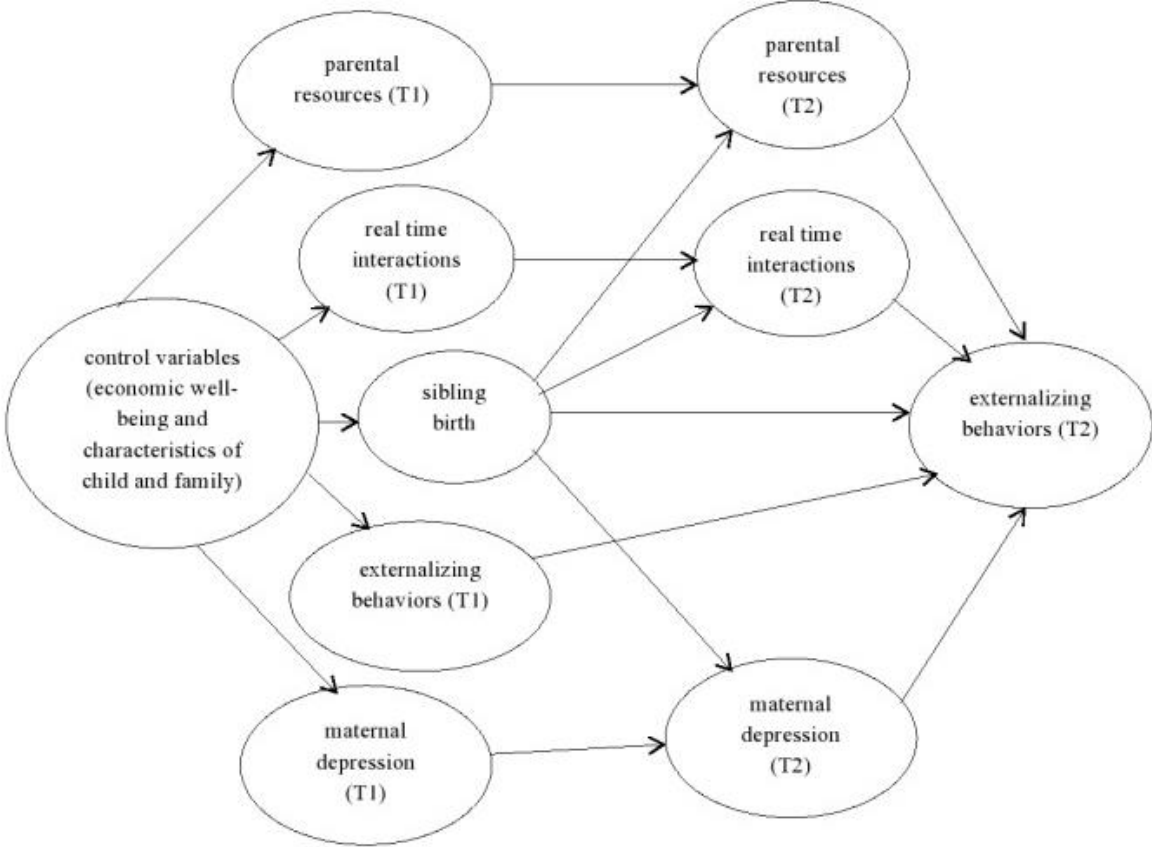 parental
resources (T1)
parental
resources
(T2)
real time
interactions
(T1)
real time
interactions
(T2)
control variables
(economic well-
being and
characteristics of
child and family)
sibling
birth
externalizing
behaviors (T2)
externalizing
behaviors (T1)
maternal
depression
(T1)
maternal
depression
(T2)